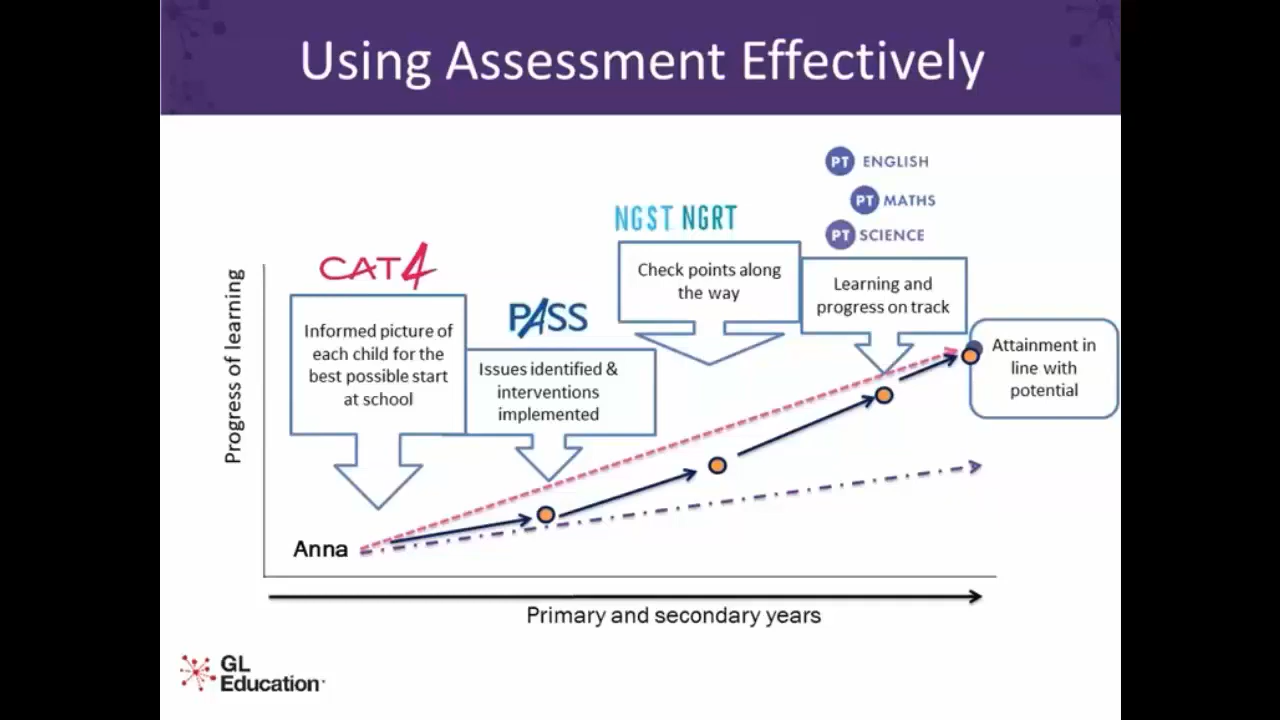 Using Assessment Effectively
PT ENGLISH
PT MATHS
PT SCIENCE
NGST NGRT
CAT4
PASS
Progress of learning
Informed picture of
each child for the
best possible start
at school
Issues identified &
interventions
implemented
Check points along
the way
Learning and
progress on track
Attainment in
line with
potential
Anna
Primary and secondary years
GL
Education